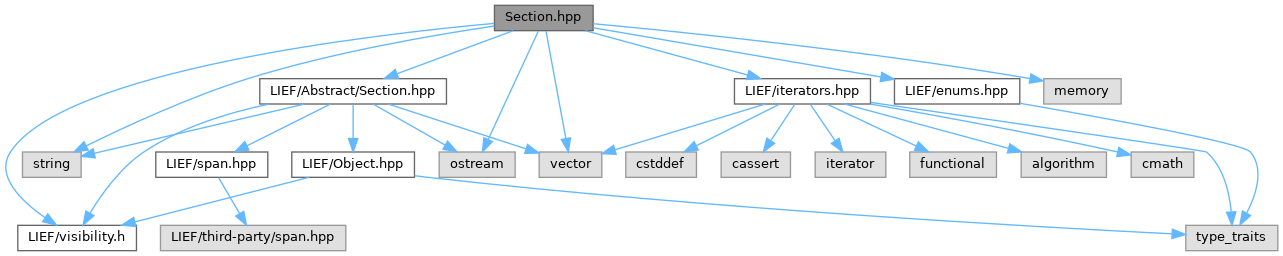 Section.hpp
LIEF/Abstract/Section.hpp
LIEF/iterators.hpp
LIEF/enums.hpp
memory
string
LIEF/span.hpp
LIEF/Object.hpp
ostream
vector
cstddef
cassert
iterator
functional
algorithm
cmath
LIEF/visibility.h
LIEF/third-party/span.hpp
type_traits